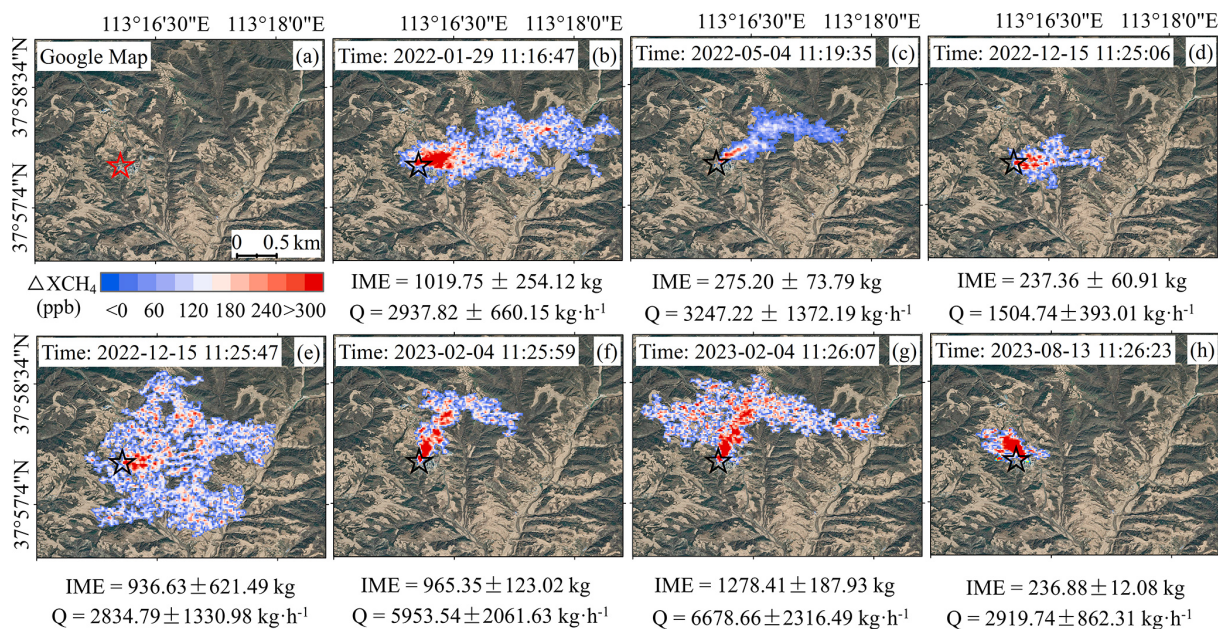 113°16'30"E 113°18'0"E 113°16'30"E 113°18'0"E 113°16'30"E 113°18'0"E 113°16'30"E 113°18'0"E
37°58'34"N
37°57'4"N
Google Map (a)
Time: 2022-01-29 11:16:47 (b)
Time: 2022-05-04 11:19:35 (c)
Time: 2022-12-15 11:25:06 (d)
0 0.5 km
△XCH₄
(ppb)
<0 60 120 180 240 >300
IME = 1019.75 ± 254.12 kg
Q = 2937.82 ± 660.15 kg·h⁻¹
IME = 275.20 ± 73.79 kg
Q = 3247.22 ± 1372.19 kg·h⁻¹
IME = 237.36 ± 60.91 kg
Q = 1504.74±393.01 kg·h⁻¹
37°58'34"N
37°57'4"N
Time: 2022-12-15 11:25:47 (e)
Time: 2023-02-04 11:25:59 (f)
Time: 2023-02-04 11:26:07 (g)
Time: 2023-08-13 11:26:23 (h)
IME = 936.63±621.49 kg
Q = 2834.79±1330.98 kg·h⁻¹
IME = 965.35±123.02 kg
Q = 5953.54±2061.63 kg·h⁻¹
IME = 1278.41±187.93 kg
Q = 6678.66±2316.49 kg·h⁻¹
IME = 236.88±12.08 kg
Q = 2919.74±862.31 kg·h⁻¹